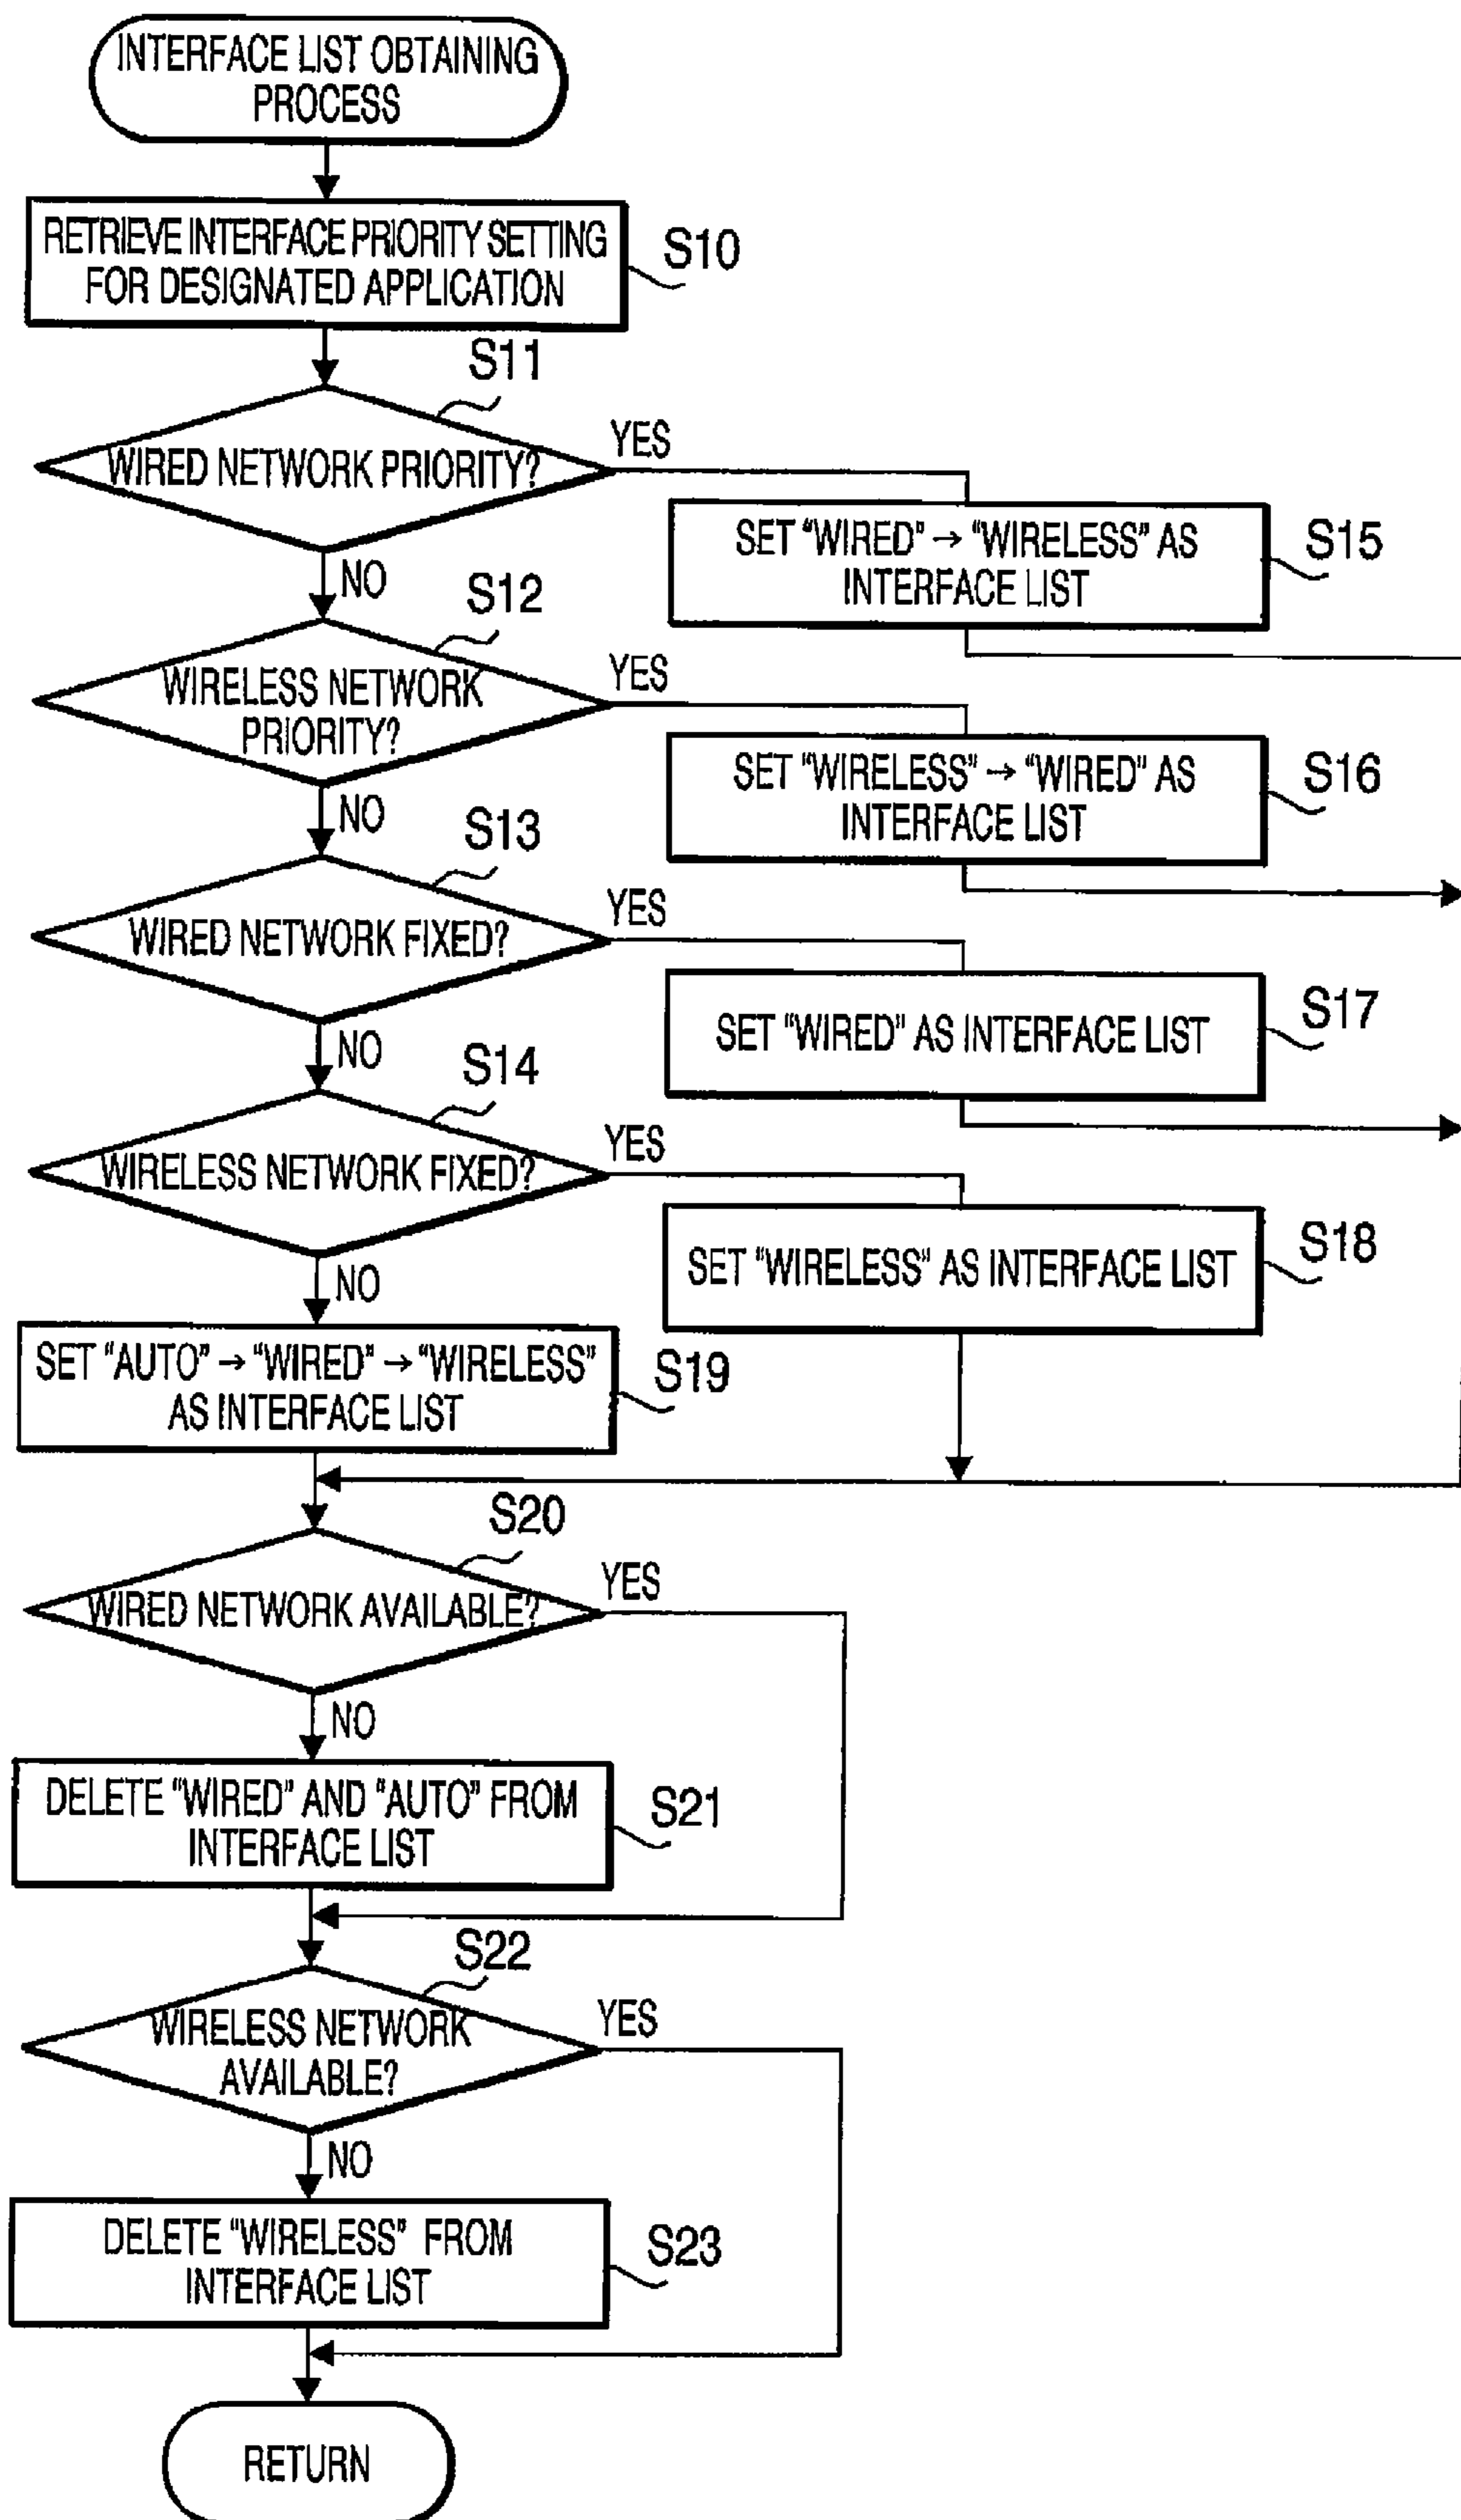 INTERFACE LIST OBTAINING
PROCESS
RETRIEVE INTERFACE PRIORITY SETTING
FOR DESIGNATED APPLICATION
S10
S11
WIRED NETWORK PRIORITY?
YES
SET “WIRED” → “WIRELESS” AS
INTERFACE LIST
S15
NO
S12
WIRELESS NETWORK
PRIORITY?
YES
SET “WIRELESS” → “WIRED” AS
INTERFACE LIST
S16
NO
S13
WIRED NETWORK FIXED?
YES
SET “WIRED” AS INTERFACE LIST
S17
NO
S14
WIRELESS NETWORK FIXED?
YES
SET “WIRELESS” AS INTERFACE LIST
S18
NO
SET “AUTO” → “WIRED” → “WIRELESS”
AS INTERFACE LIST
S19
S20
WIRED NETWORK AVAILABLE?
YES
NO
DELETE “WIRED” AND “AUTO” FROM
INTERFACE LIST
S21
S22
WIRELESS NETWORK
AVAILABLE?
YES
NO
DELETE “WIRELESS” FROM
INTERFACE LIST
S23
RETURN